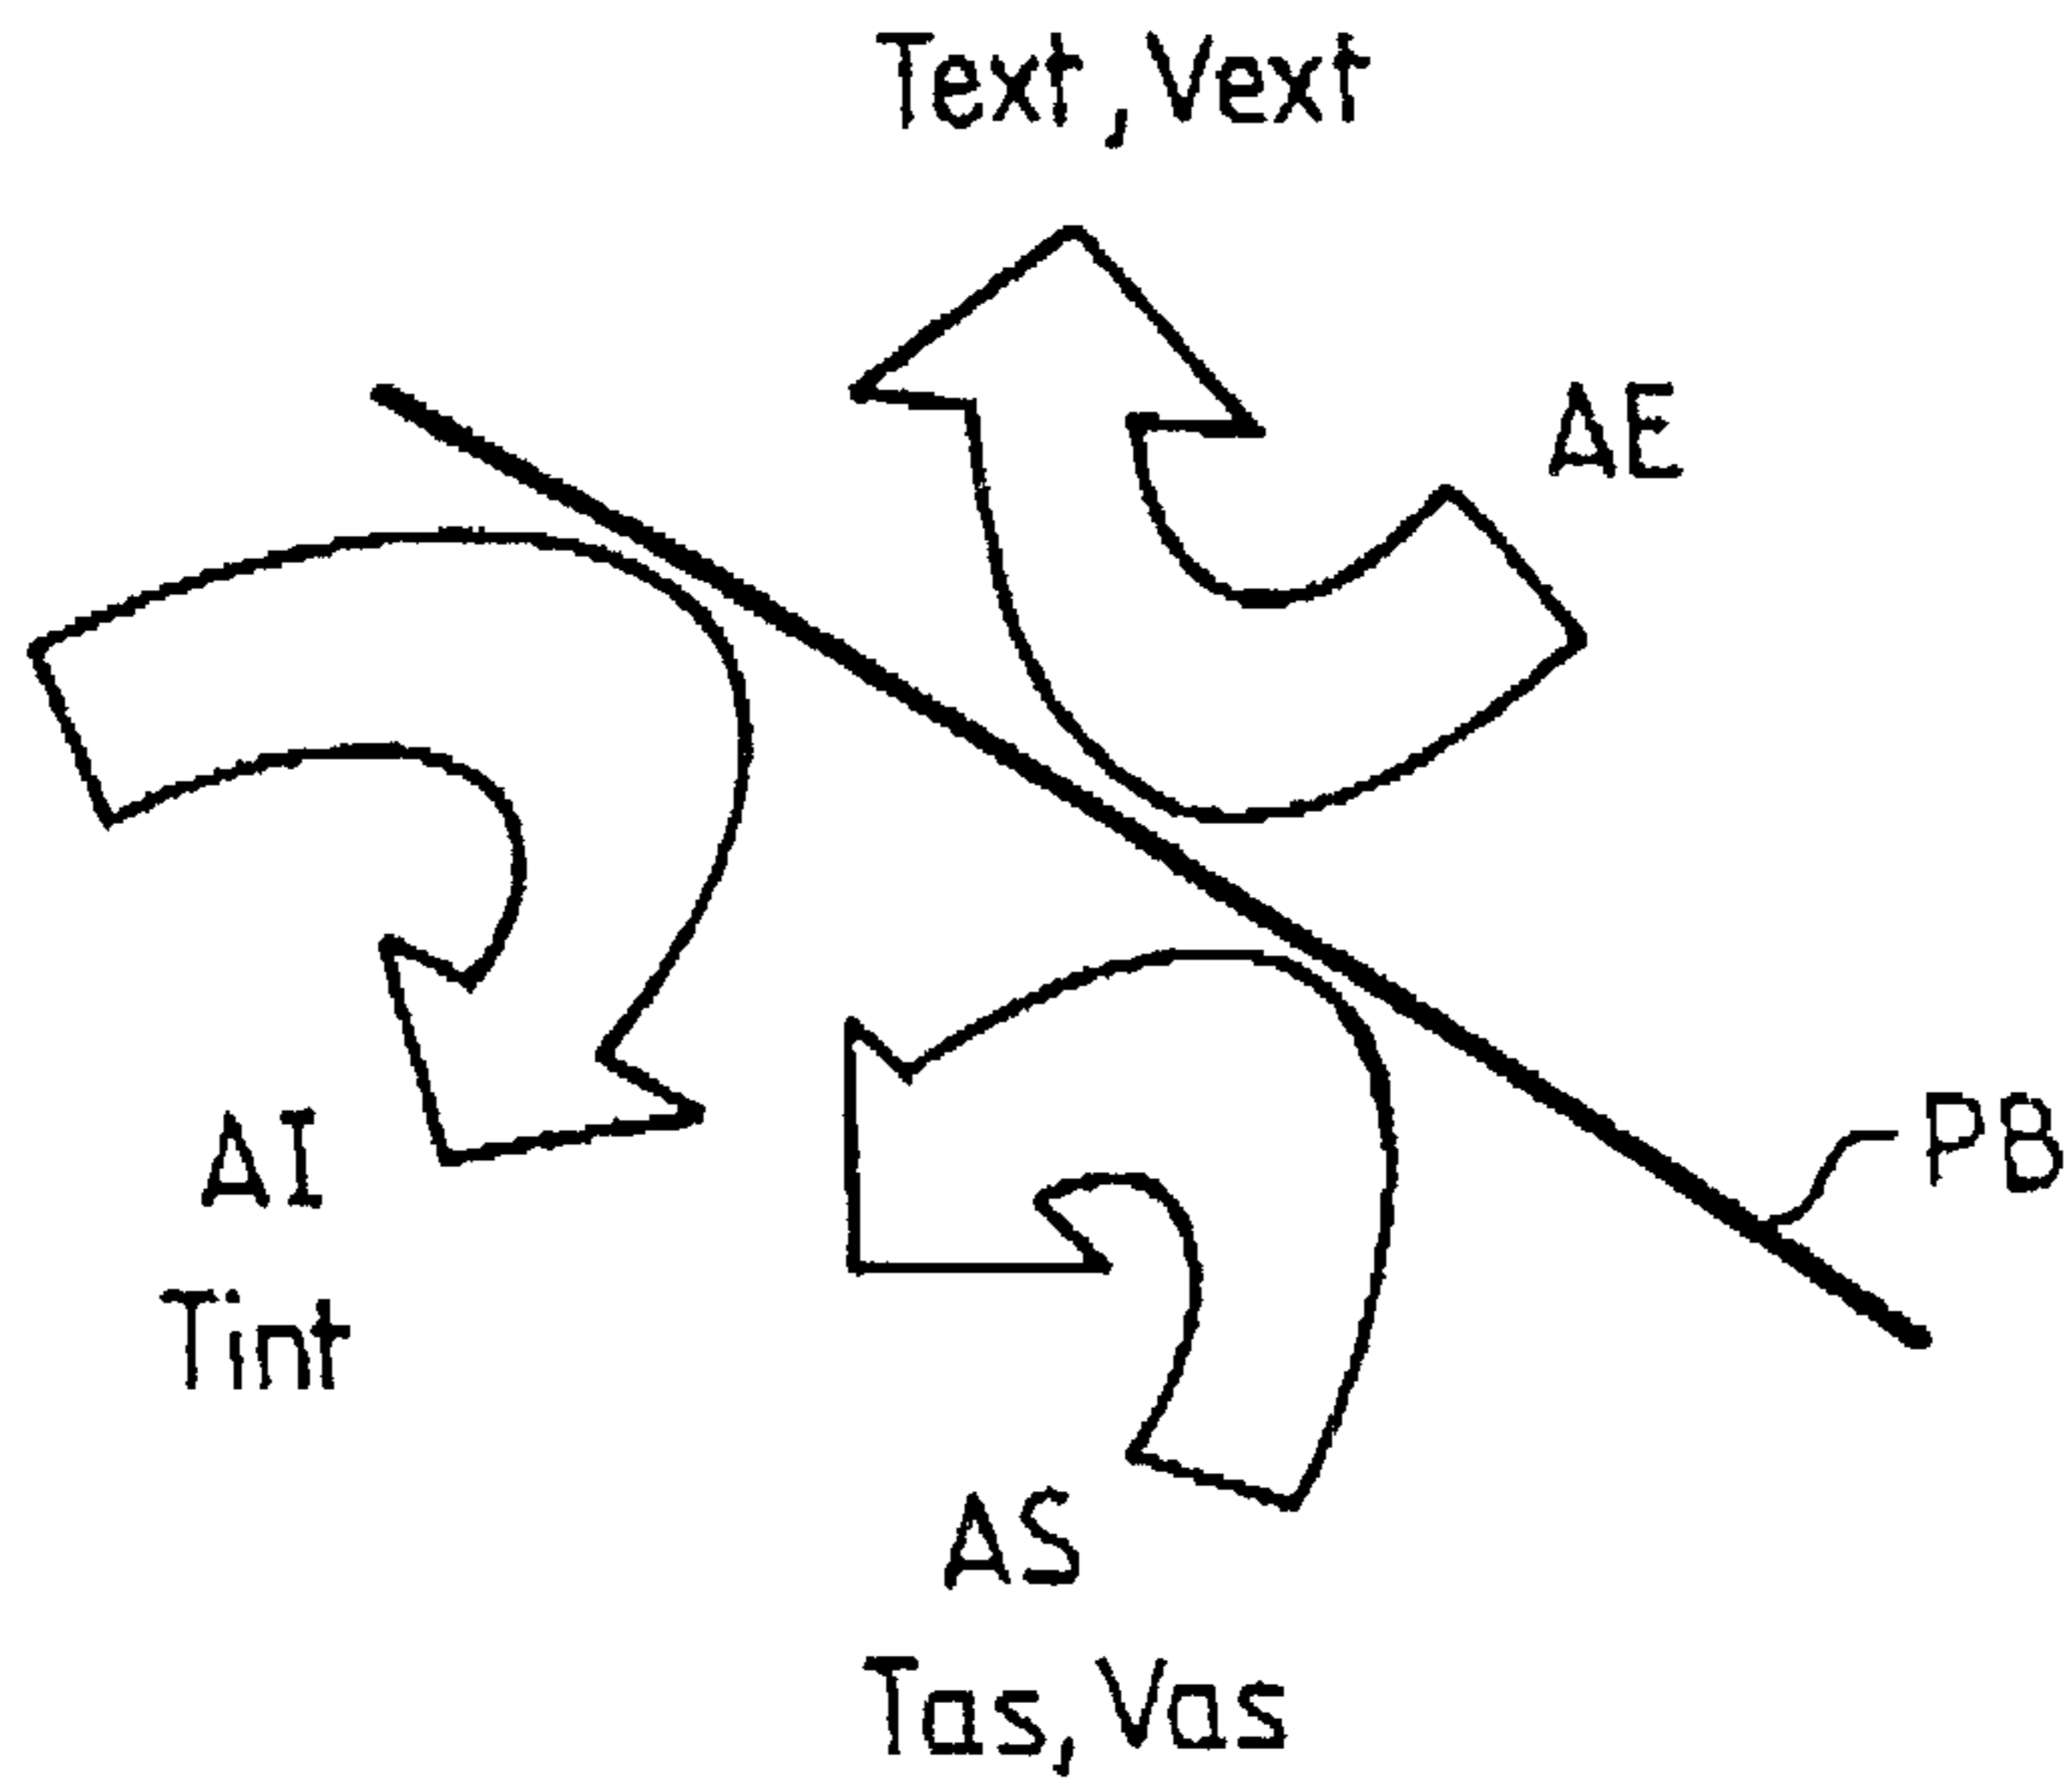 Text,Vext
AE
PB
AI
Tint
AS
Tas,Vas